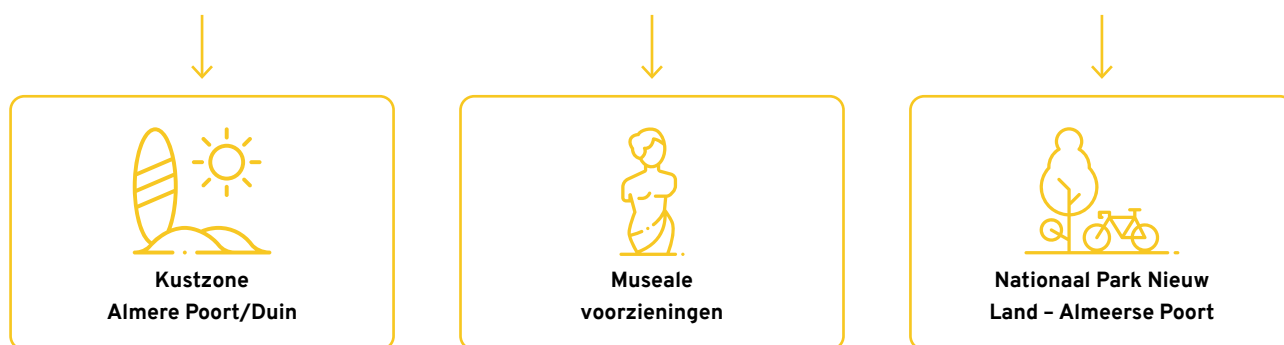 Kustzone
Almere Poort/Duin
Museale
voorzieningen
Nationaal Park Nieuw
Land – Almeerse Poort